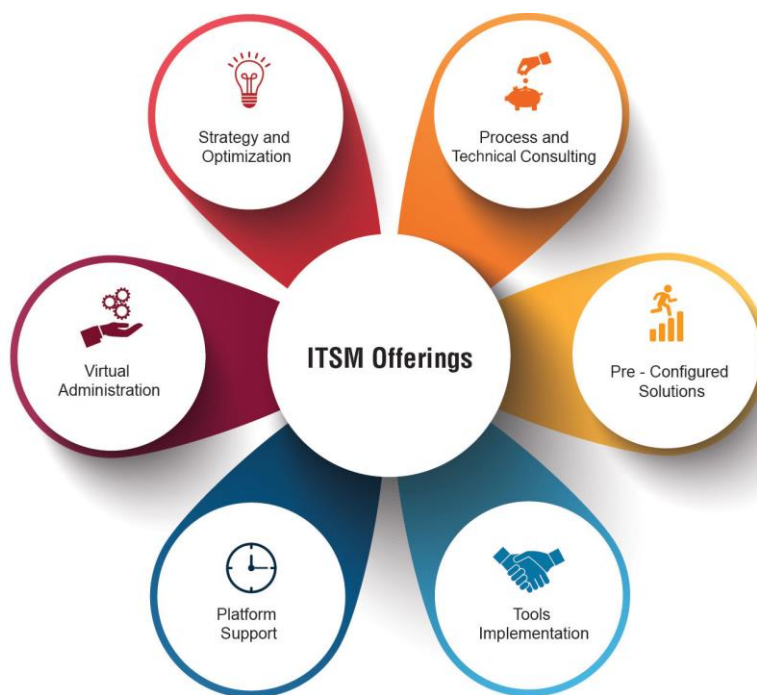 Strategy and
Optimization
Process and
Technical Consulting
Virtual
Administration
ITSM Offerings
Pre - Configured
Solutions
Platform
Support
Tools
Implementation